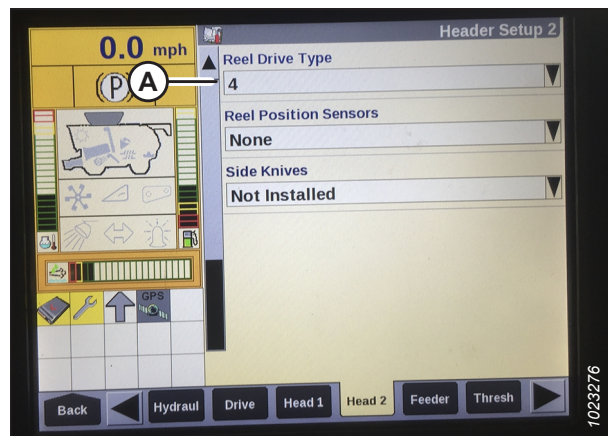 Header Setup 2
0.0 mph
(P)
A
Reel Drive Type
4
Reel Position Sensors
None
Side Knives
Not Installed
GPS
Back
Hydraul
Drive
Head 1
Head 2
Feeder
Thresh
1023276